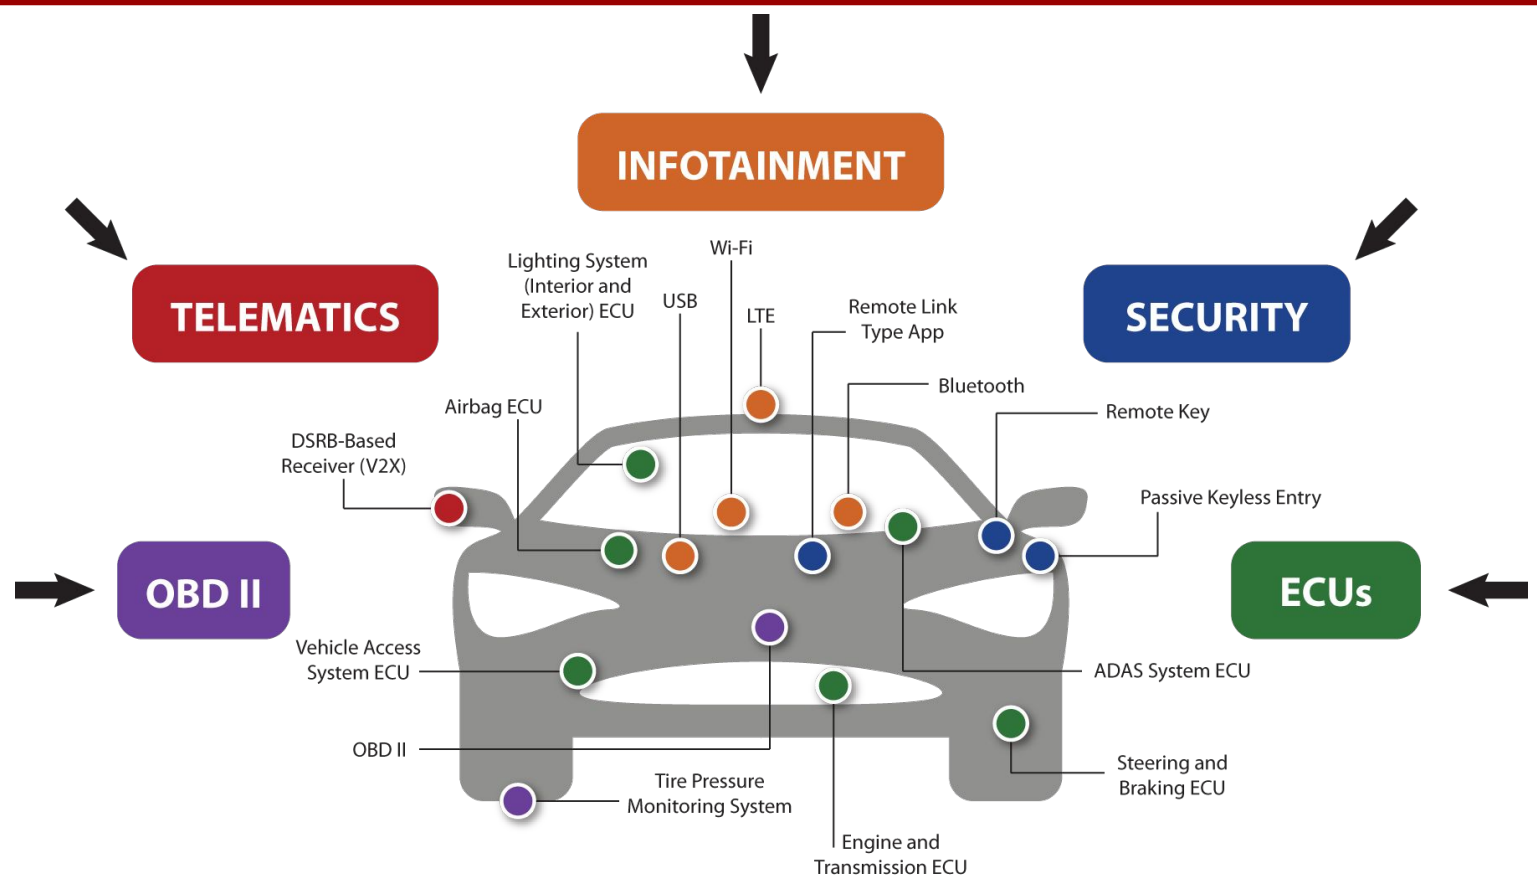 INFOTAINMENT
TELEMATICS
SECURITY
Wi-Fi
Lighting System
(Interior and
Exterior) ECU
USB
LTE
Remote Link
Type App
Bluetooth
Airbag ECU
Remote Key
DSRB-Based
Receiver (V2X)
Passive Keyless Entry
OBD II
ECUs
Vehicle Access
System ECU
ADAS System ECU
OBD II
Tire Pressure
Monitoring System
Steering and
Braking ECU
Engine and
Transmission ECU